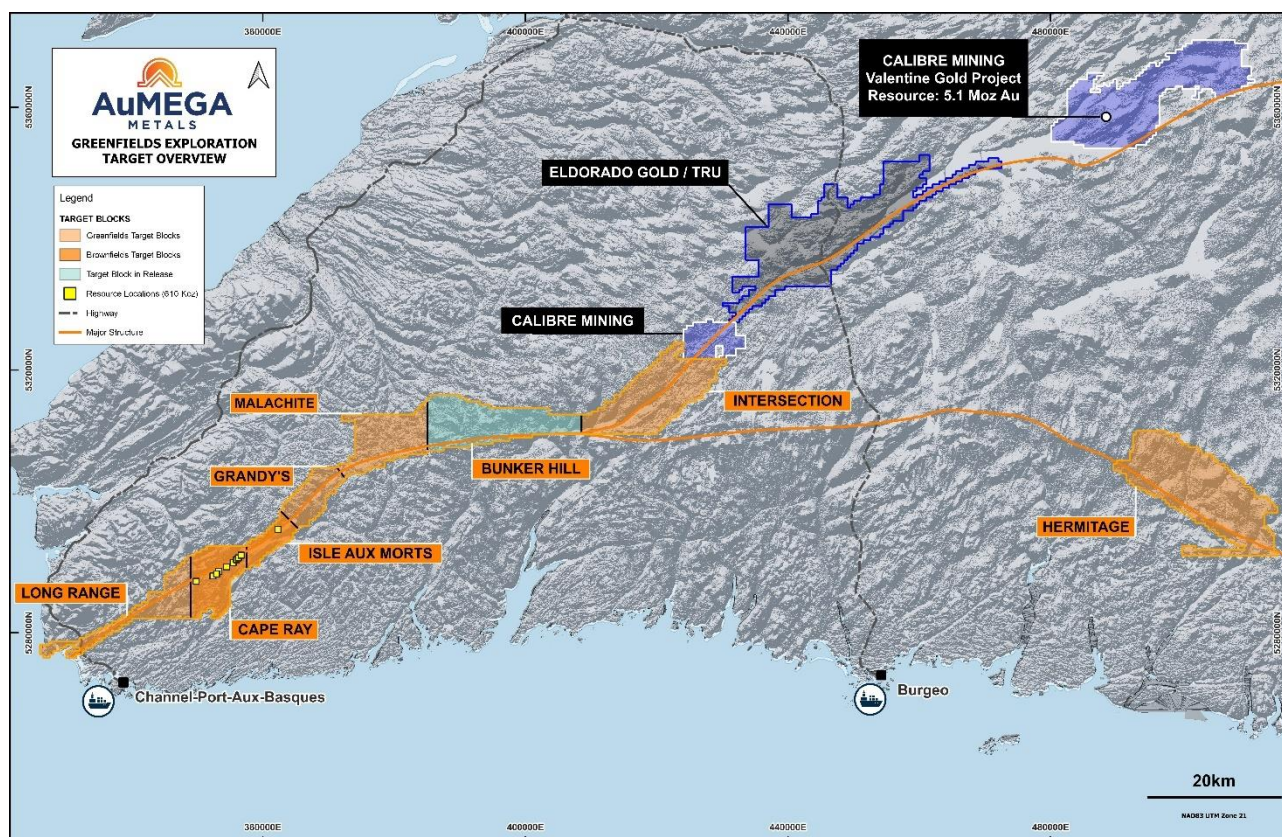 380000E
400000E
440000E
480000E
AuMEGA
METALS
GREENFIELDS EXPLORATION
TARGET OVERVIEW
Legend
TARGET BLOCKS
Greenfields Target Blocks
Brownfields Target Blocks
Target Block in Release
Resource Locations (610 Koz)
Highway
Major Structure
CALIBRE MINING
Valentine Gold Project
Resource: 5.1 Moz Au
5360000N
5360000N
ELDORADO GOLD / TRU
CALIBRE MINING
5320000N
5320000N
MALACHITE
INTERSECTION
GRANDY'S
BUNKER HILL
HERMITAGE
ISLE AUX MORTS
LONG RANGE
CAPE RAY
5280000N
5280000N
Channel-Port-Aux-Basques
Burgeo
20km
NAD83 UTM Zone 21
380000E
400000E
440000E
480000E